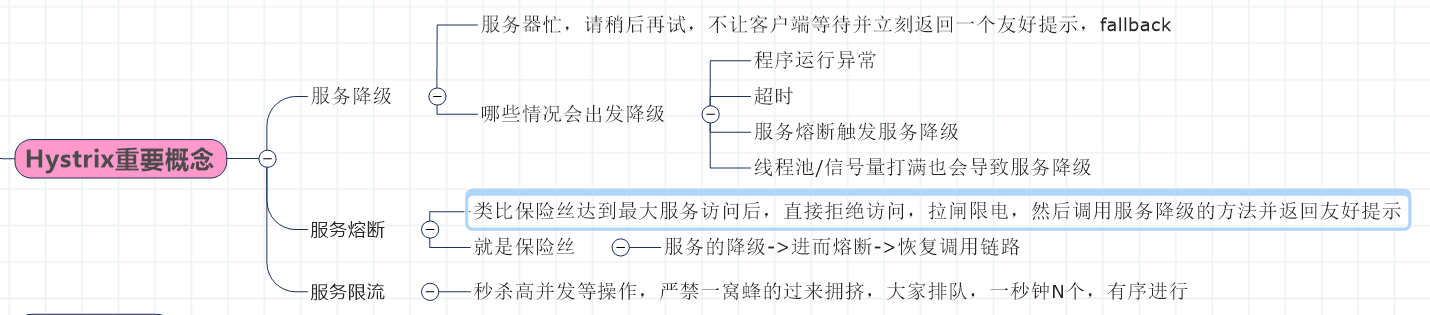 服务器忙，请稍后再试，不让客户端等待并立刻返回一个友好提示，fallback
程序运行异常
服务降级
超时
哪些情况会出发降级
服务熔断触发服务降级
线程池/信号量打满也会导致服务降级
Hystrix重要概念
类比保险丝达到最大服务访问后，直接拒绝访问，拉闸限电，然后调用服务降级的方法并返回友好提示
服务熔断
就是保险丝
服务的降级->进而熔断->恢复调用链路
服务限流
秒杀高并发等操作，严禁一窝蜂的过来拥挤，大家排队，一秒钟N个，有序进行